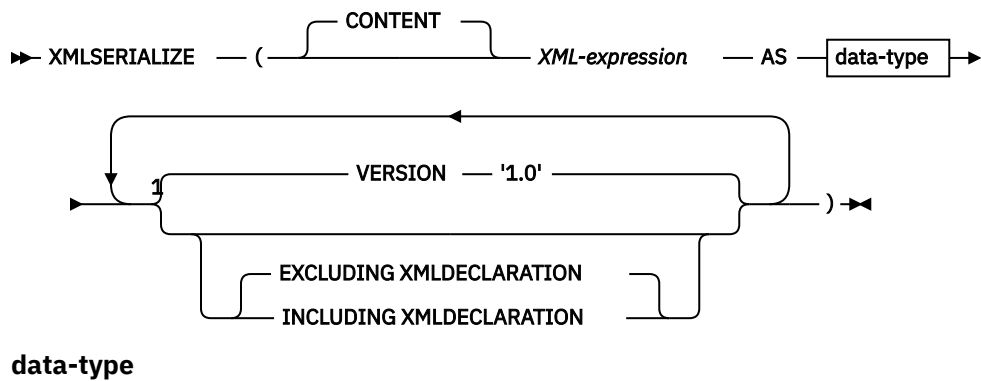 CONTENT
XMLSERIALIZE ( XML-expression AS data-type
1
VERSION '1.0'
)
EXCLUDING XMLDECLARATION
INCLUDING XMLDECLARATION
data-type